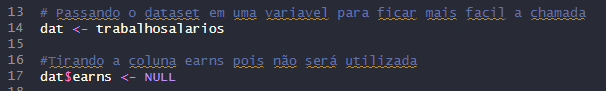 13 # Passando o dataset em uma variavel para ficar mais facil a chamada
14 dat <- trabalhosalarios
15
16 #Tirando a coluna earns pois não será utilizada
17 dat$earns <- NULL